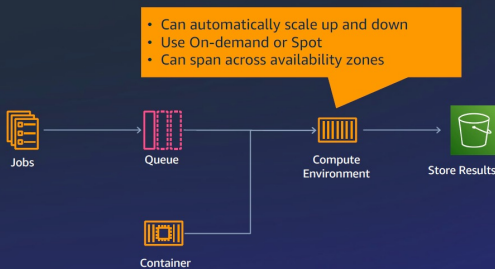 • Can automatically scale up and down
• Use On-demand or Spot
• Can span across availability zones
Jobs
Queue
Compute
Environment
Store Results
Container